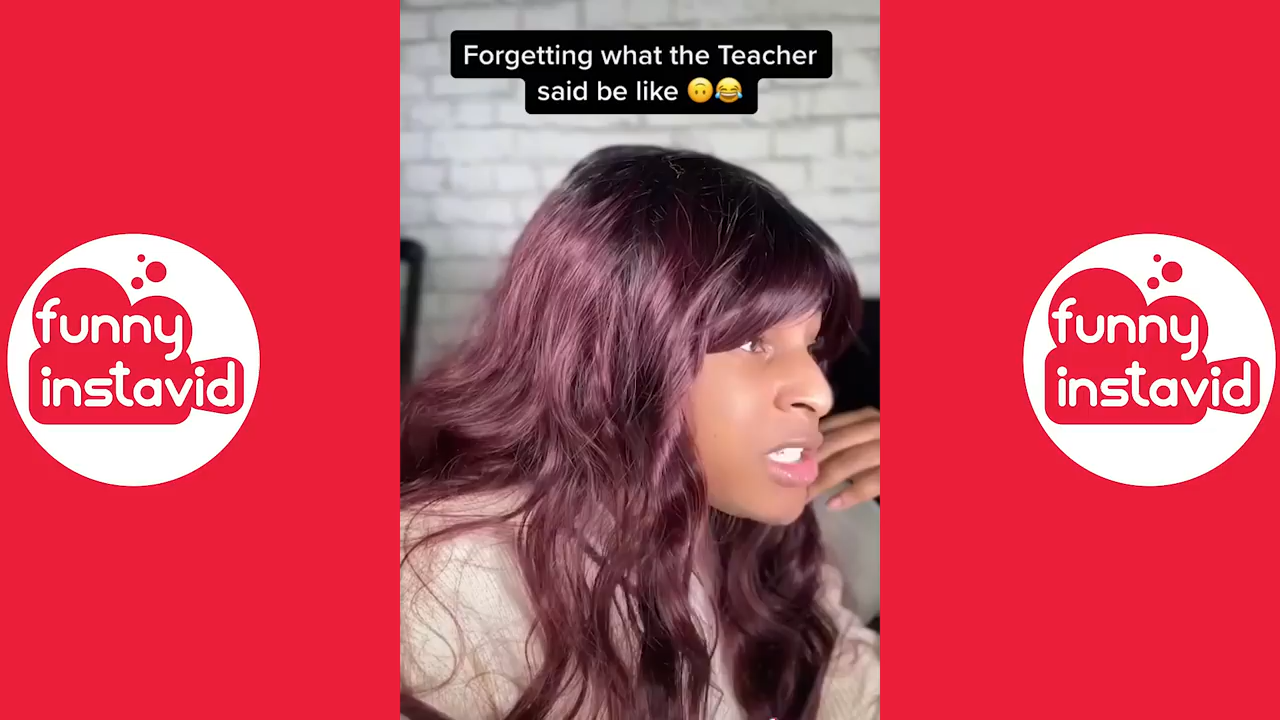 Forgetting what the Teacher
said be like 🙃😂
funny
instavid
funny
instavid